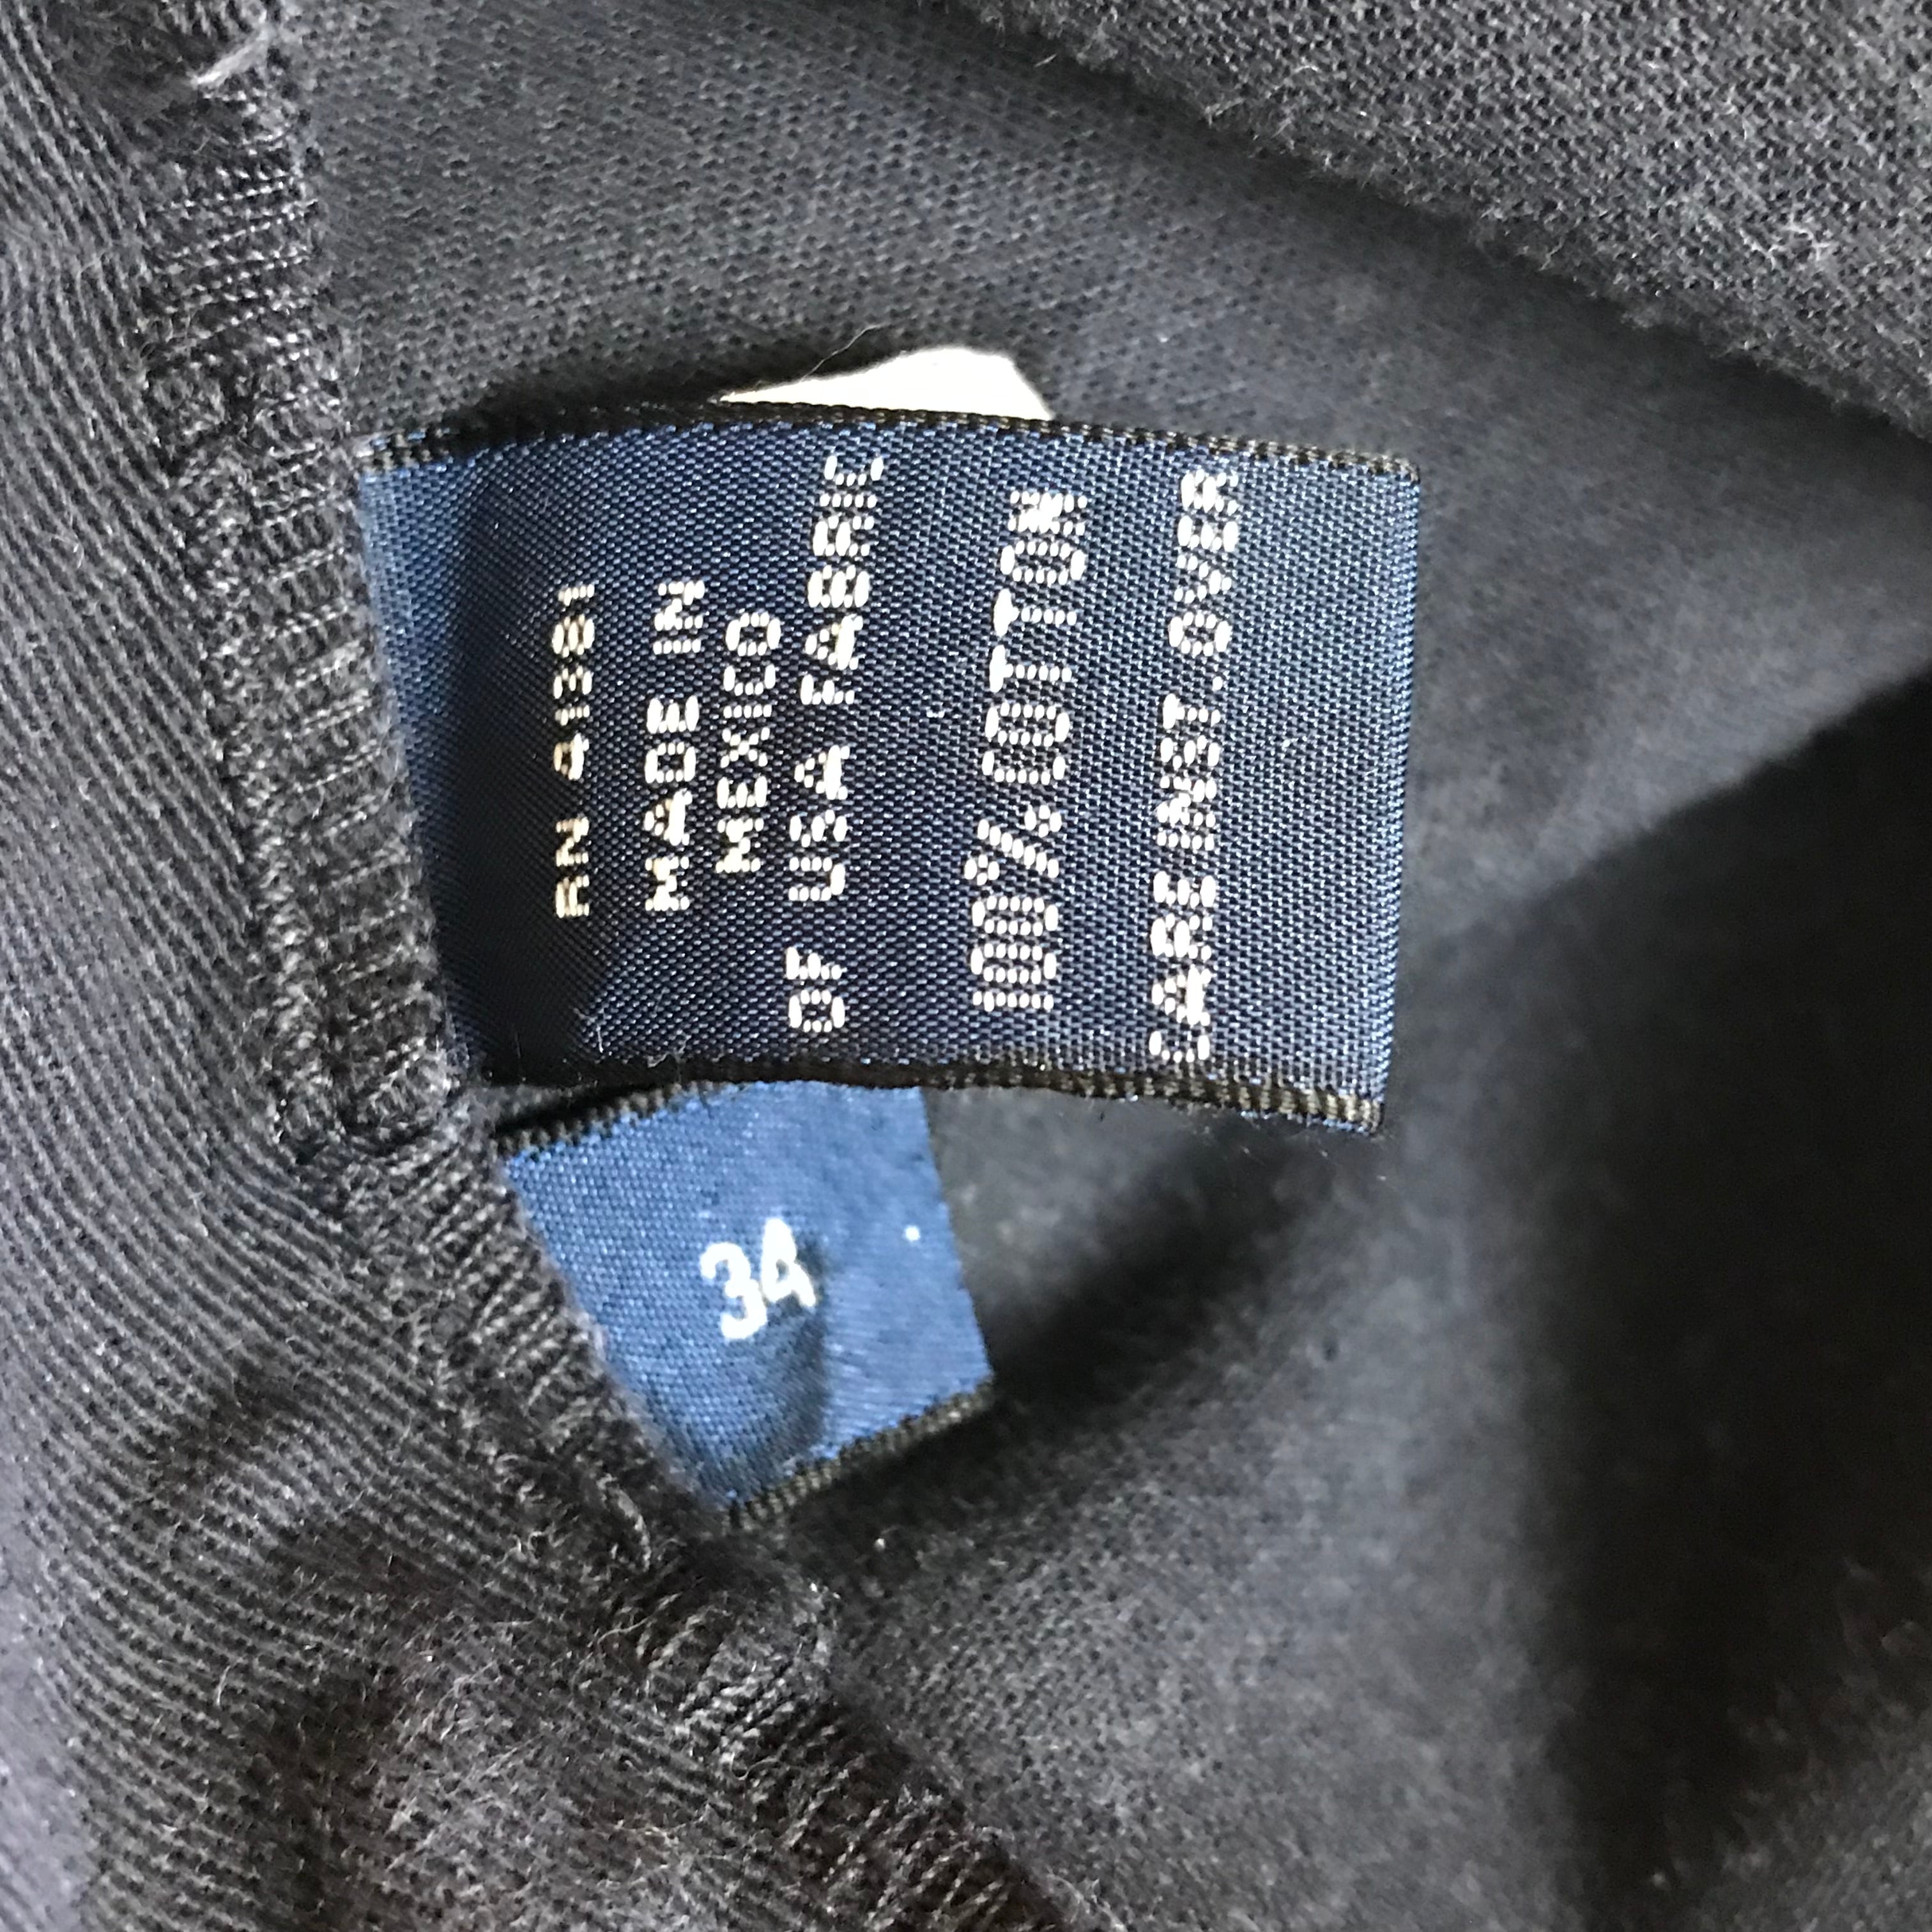 RN 41381
MADE IN
MEXICO
OF USA FABRIC
100% COTTON
CARE INST. OVER
34